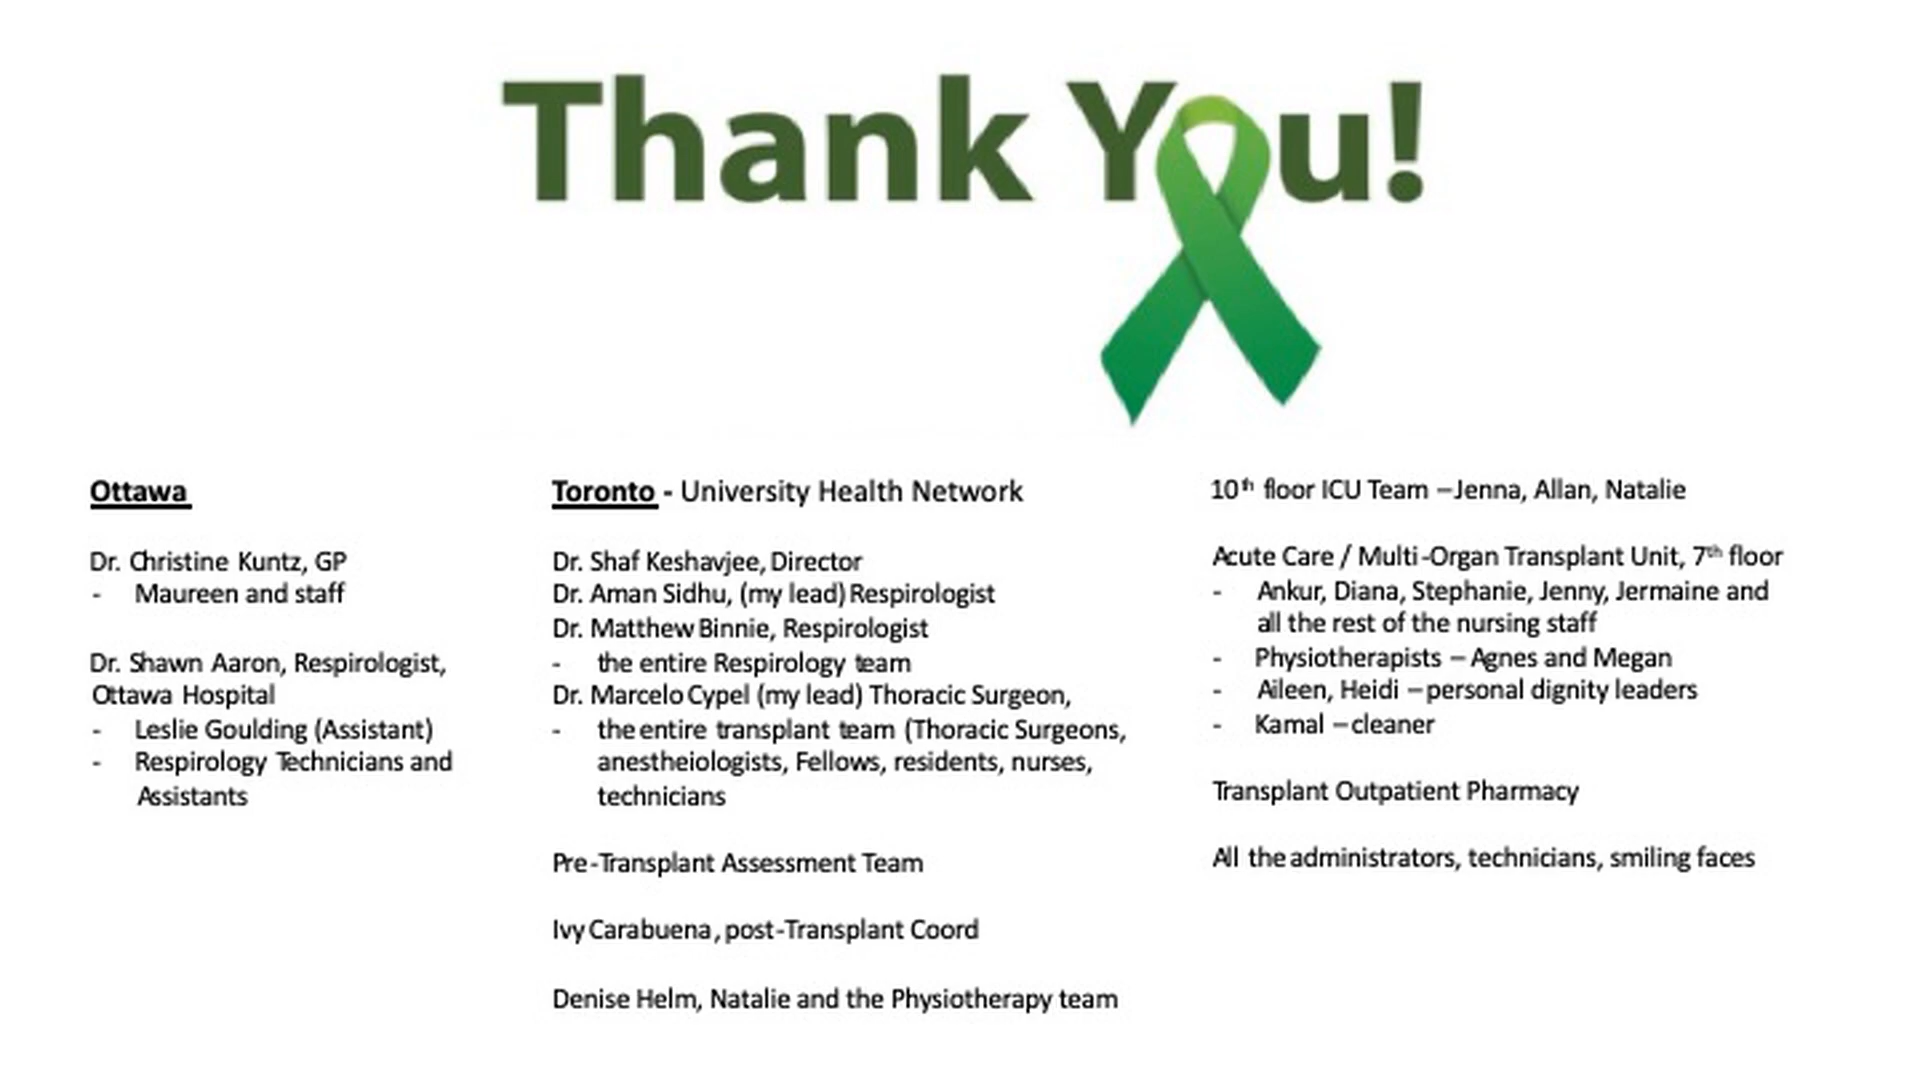 Thank You!
Ottawa
Dr. Christine Kuntz, GP
- Maureen and staff
Dr. Shawn Aaron, Respirologist,
Ottawa Hospital
- Leslie Goulding (Assistant)
- Respirology Technicians and
Assistants
Toronto - University Health Network
Dr. Shaf Keshavjee, Director
Dr. Aman Sidhu, (my lead) Respirologist
Dr. Matthew Binnie, Respirologist
- the entire Respirology team
Dr. Marcelo Cypel (my lead) Thoracic Surgeon,
- the entire transplant team (Thoracic Surgeons,
anestheiologists, Fellows, residents, nurses,
technicians
Pre-Transplant Assessment Team
Ivy Carabuena, post-Transplant Coord
Denise Helm, Natalie and the Physiotherapy team
10th floor ICU Team – Jenna, Allan, Natalie
Acute Care / Multi-Organ Transplant Unit, 7th floor
- Ankur, Diana, Stephanie, Jenny, Jermaine and
all the rest of the nursing staff
- Physiotherapists – Agnes and Megan
- Aileen, Heidi – personal dignity leaders
- Kamal – cleaner
Transplant Outpatient Pharmacy
All the administrators, technicians, smiling faces